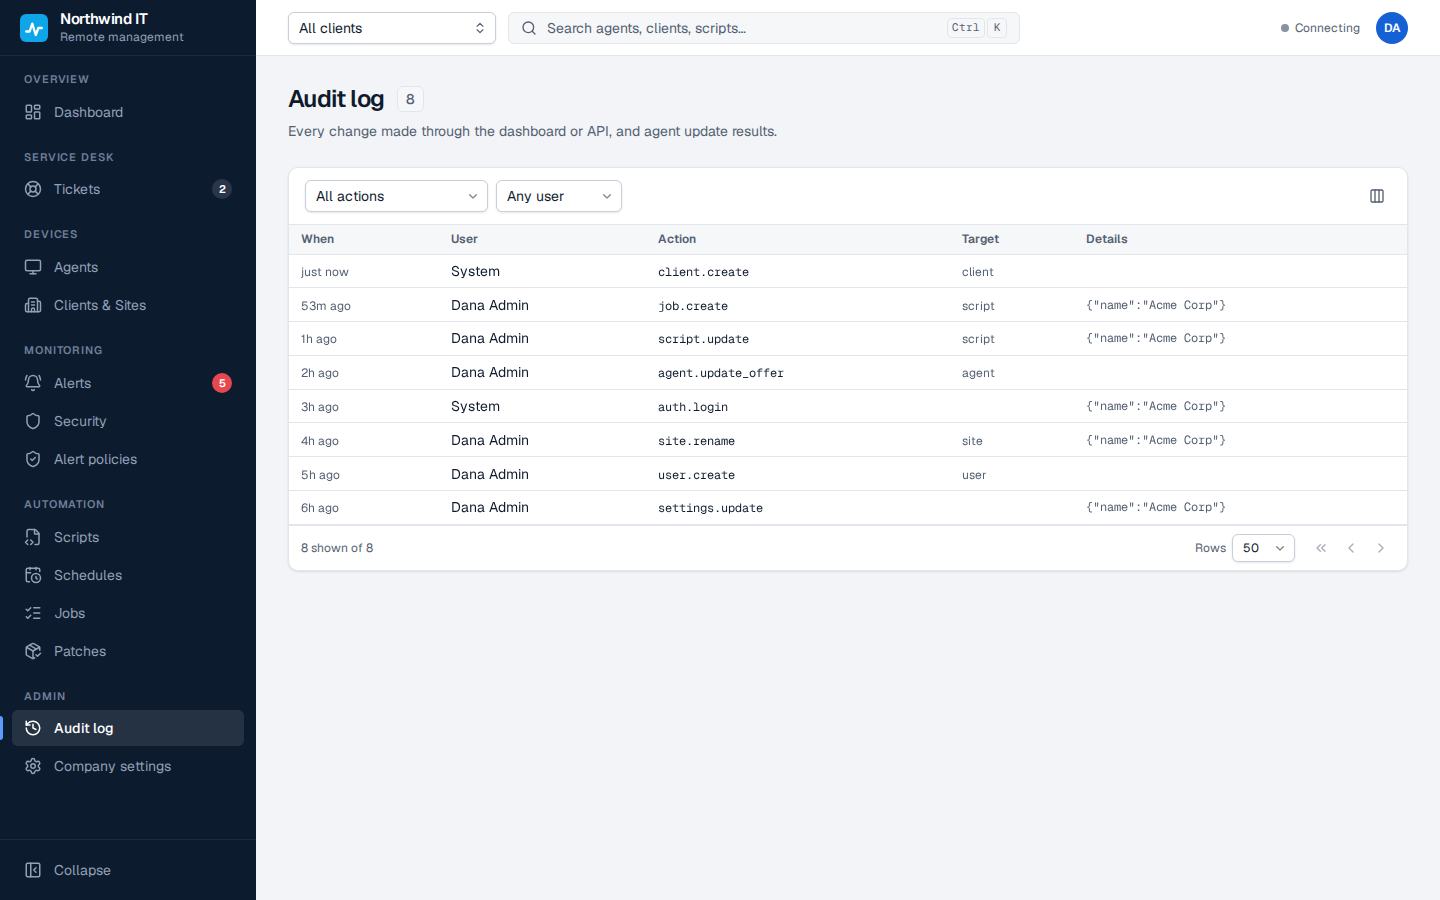 Northwind IT
Remote management
All clients
Search agents, clients, scripts...
Ctrl K
Connecting
DA
OVERVIEW
Dashboard
SERVICE DESK
Tickets 2
DEVICES
Agents
Clients & Sites
MONITORING
Alerts 5
Security
Alert policies
AUTOMATION
Scripts
Schedules
Jobs
Patches
ADMIN
Audit log
Company settings
Collapse
Audit log 8
Every change made through the dashboard or API, and agent update results.
All actions Any user
When User Action Target Details
just now System client.create client
53m ago Dana Admin job.create script {"name":"Acme Corp"}
1h ago Dana Admin script.update script {"name":"Acme Corp"}
2h ago Dana Admin agent.update_offer agent
3h ago System auth.login {"name":"Acme Corp"}
4h ago Dana Admin site.rename site {"name":"Acme Corp"}
5h ago Dana Admin user.create user
6h ago Dana Admin settings.update {"name":"Acme Corp"}
8 shown of 8
Rows 50